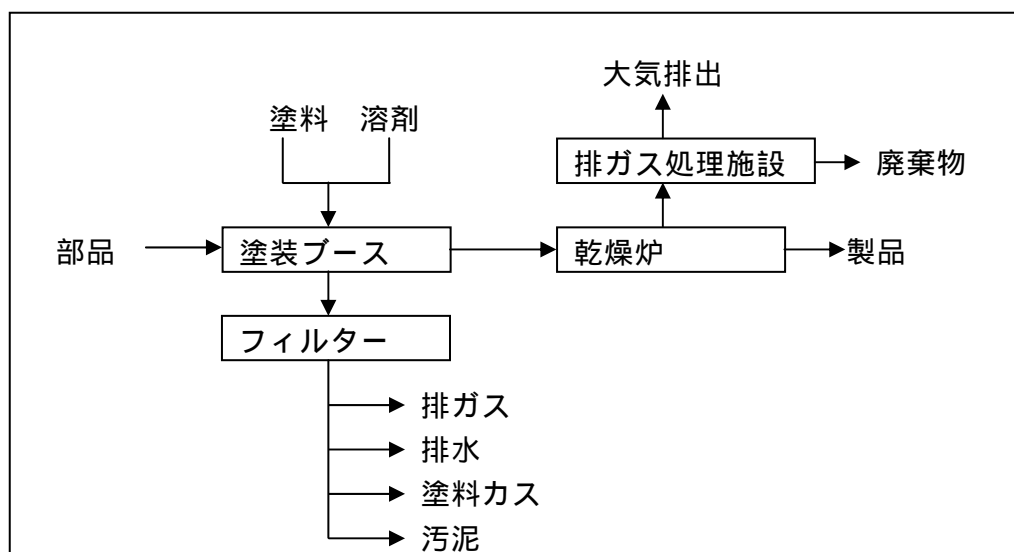 大気排出
塗料 溶剤
排ガス処理施設
廃棄物
部品
塗装ブース
乾燥炉
製品
フィルター
排ガス
排水
塗料カス
汚泥